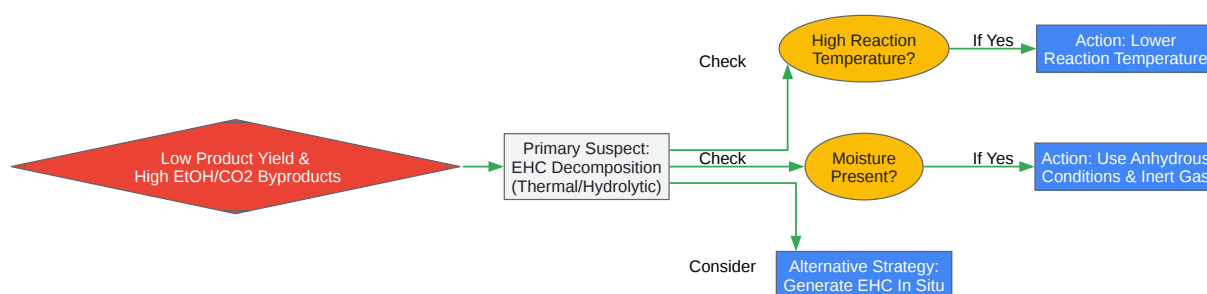 Low Product Yield &
High EtOH/CO2 Byproducts
Primary Suspect:
EHC Decomposition
(Thermal/Hydrolytic)
Check
High Reaction
Temperature?
If Yes
Action: Lower
Reaction Temperature
Check
Moisture
Present?
If Yes
Action: Use Anhydrous
Conditions & Inert Gas
Consider
Alternative Strategy:
Generate EHC In Situ